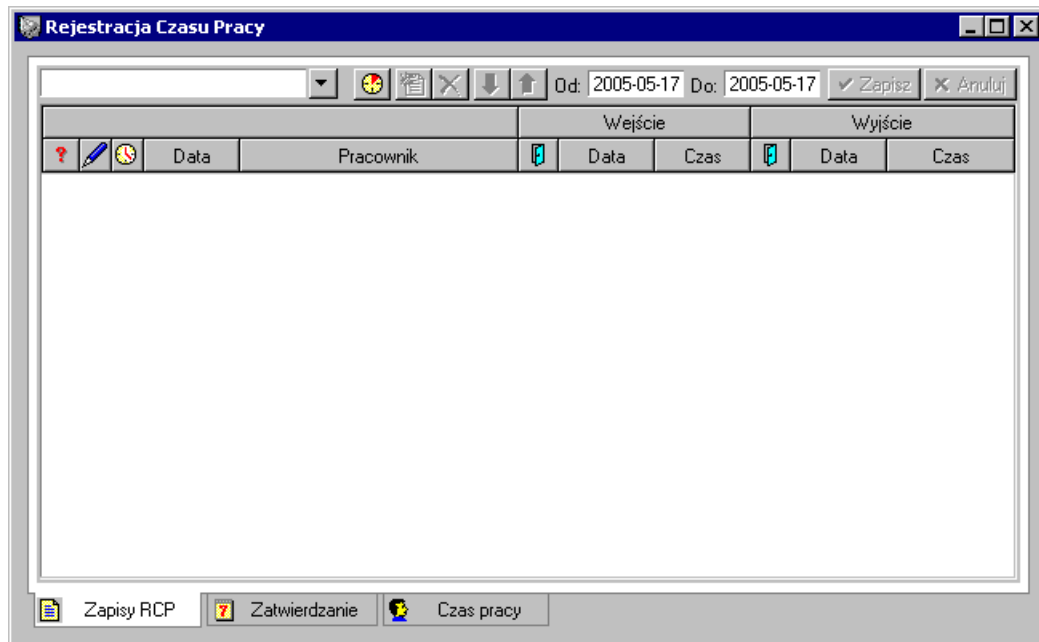 Rejestracja Czasu Pracy
Od: 2005-05-17 Do: 2005-05-17 Zapisz Anuluj
Wejście Wyjście
? Data Pracownik Data Czas Data Czas
Zapisy RCP 7 Zatwierdzanie Czas pracy